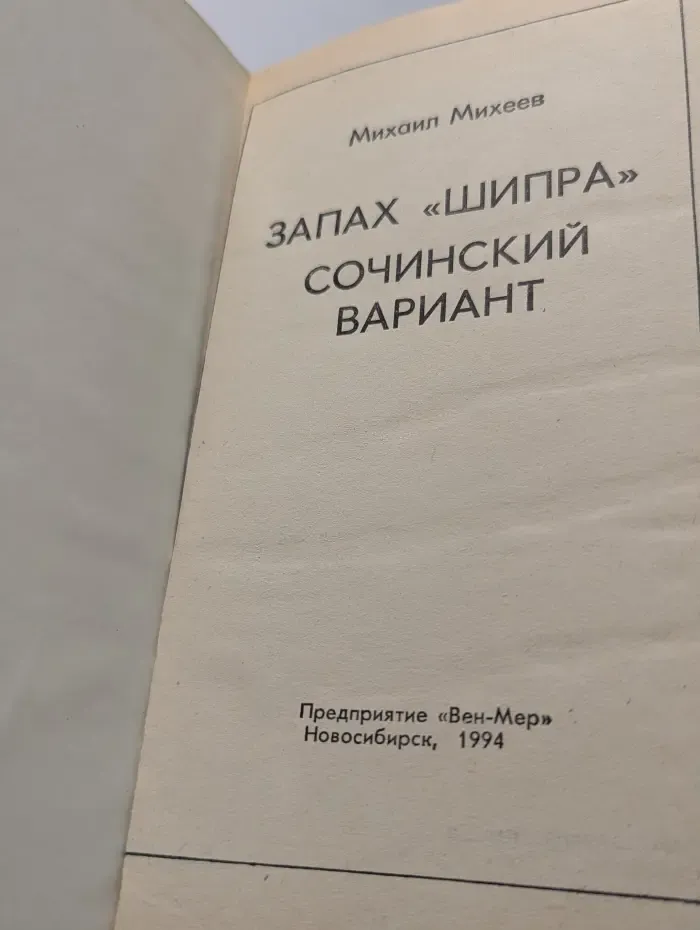 Михаил Михеев
ЗАПАХ «ШИПРА»
СОЧИНСКИЙ
ВАРИАНТ
Предприятие «Вен-Мер»
Новосибирск, 1994